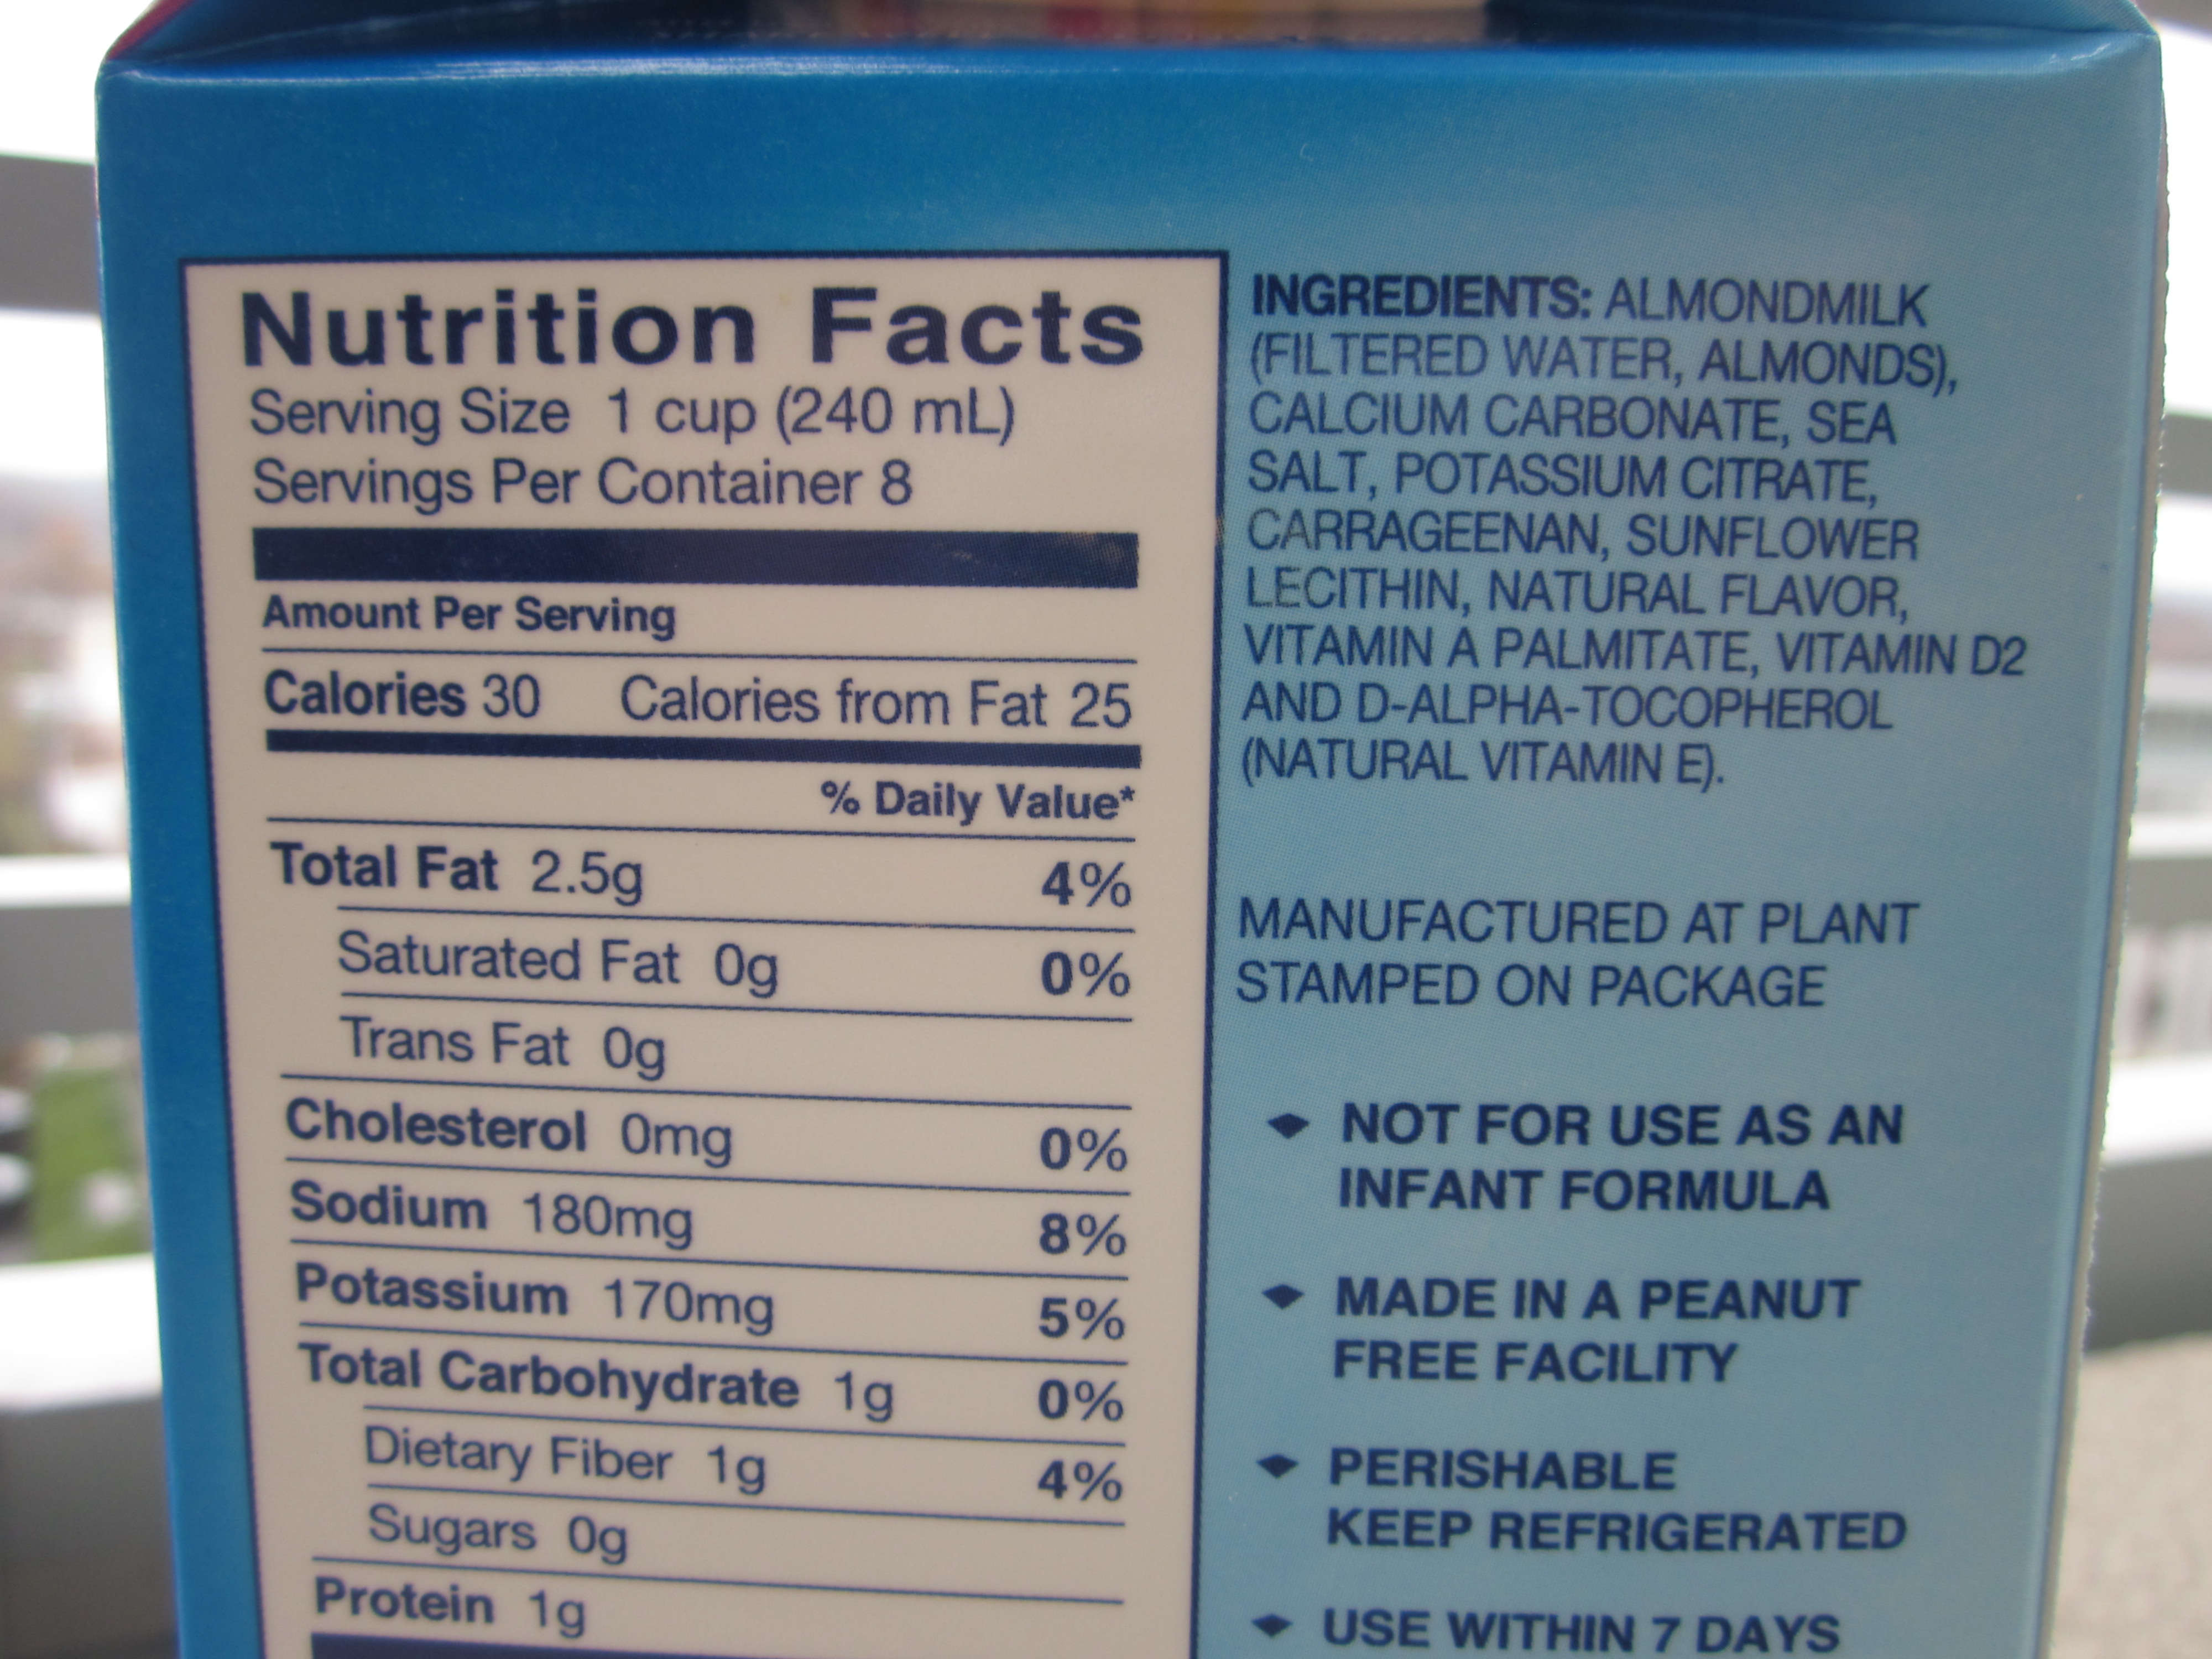 Nutrition Facts
Serving Size 1 cup (240 mL)
Servings Per Container 8
Amount Per Serving
Calories 30 Calories from Fat 25
% Daily Value*
Total Fat 2.5g 4%
Saturated Fat 0g 0%
Trans Fat 0g
Cholesterol 0mg 0%
Sodium 180mg 8%
Potassium 170mg 5%
Total Carbohydrate 1g 0%
Dietary Fiber 1g 4%
Sugars 0g
Protein 1g
INGREDIENTS: ALMONDMILK
(FILTERED WATER, ALMONDS),
CALCIUM CARBONATE, SEA
SALT, POTASSIUM CITRATE,
CARRAGEENAN, SUNFLOWER
LECITHIN, NATURAL FLAVOR,
VITAMIN A PALMITATE, VITAMIN D2
AND D-ALPHA-TOCOPHEROL
(NATURAL VITAMIN E).
MANUFACTURED AT PLANT
STAMPED ON PACKAGE
◆ NOT FOR USE AS AN
INFANT FORMULA
◆ MADE IN A PEANUT
FREE FACILITY
◆ PERISHABLE
KEEP REFRIGERATED
◆ USE WITHIN 7 DAYS